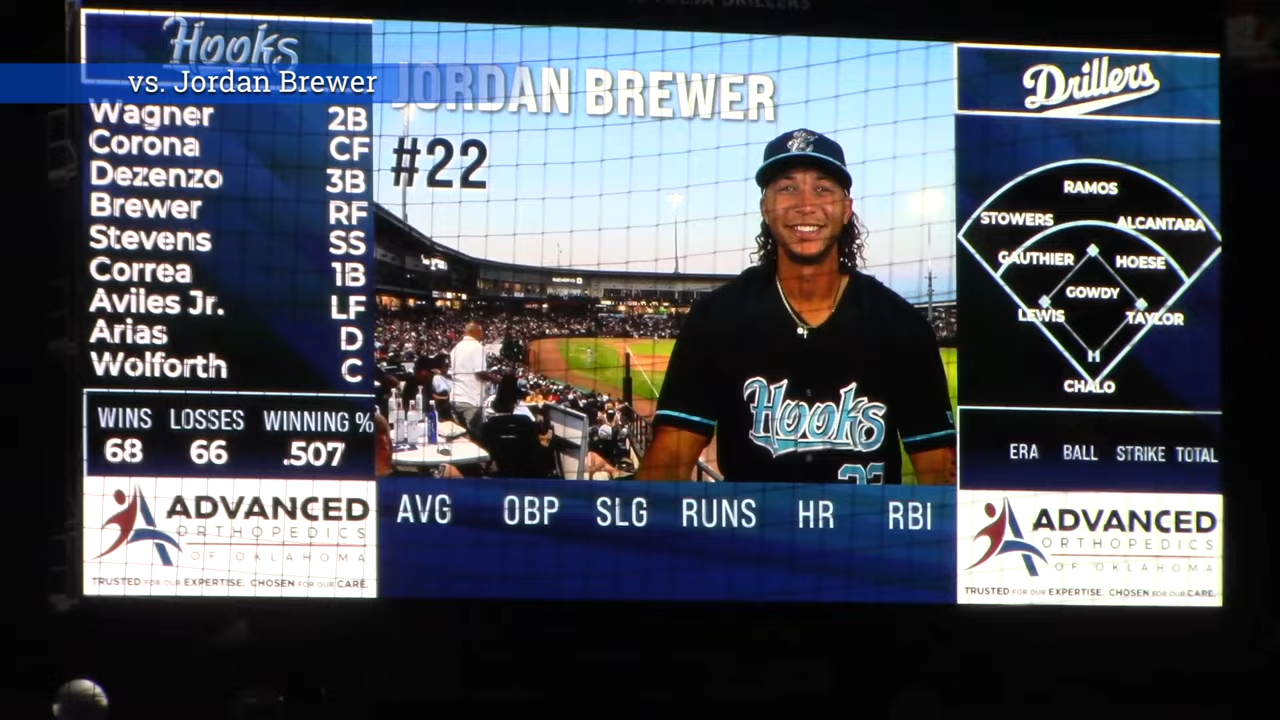 Hooks
vs. Jordan Brewer
Wagner 2B
Corona CF
Dezenzo 3B
Brewer RF
Stevens SS
Correa 1B
Aviles Jr. LF
Arias D
Wolforth C
WINS LOSSES WINNING %
68 66 .507
ADVANCED
ORTHOPEDICS
OF OKLAHOMA
TRUSTED FOR OUR EXPERTISE. CHOSEN FOR OUR CARE.
JORDAN BREWER
#22
Hooks
22
AVG OBP SLG RUNS HR RBI
Drillers
RAMOS
STOWERS ALCANTARA
GAUTHIER HOESE
GOWDY
LEWIS TAYLOR
H
CHALO
ERA BALL STRIKE TOTAL
ADVANCED
ORTHOPEDICS
OF OKLAHOMA
TRUSTED FOR OUR EXPERTISE. CHOSEN FOR OUR CARE.